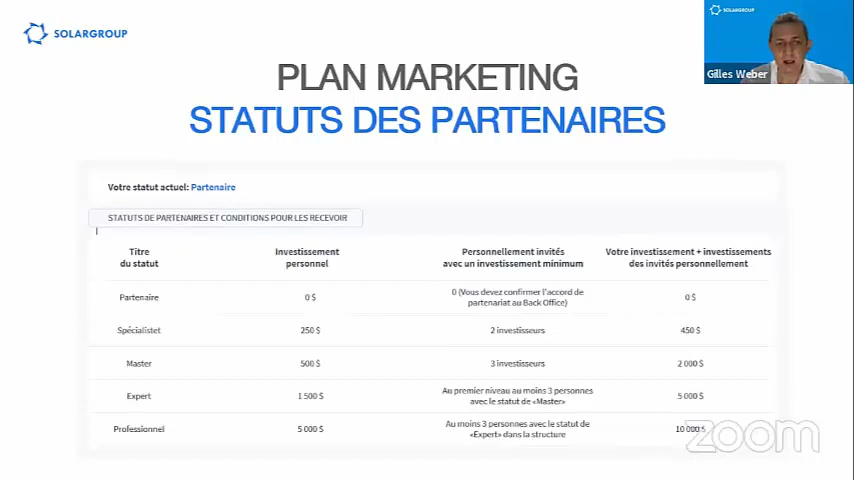 SOLARGROUP
SOLARGROUP
Gilles Weber
PLAN MARKETING
STATUTS DES PARTENAIRES
Votre statut actuel: Partenaire
STATUTS DE PARTENAIRES ET CONDITIONS POUR LES RECEVOIR
Titre
du statut
Investissement
personnel
Personnellement invités
avec un investissement minimum
Votre investissement + investissements
des invités personnellement
Partenaire
0 $
0 (Vous devez confirmer l'accord de
partenariat au Back Office)
0 $
Spécialistet
250 $
2 investisseurs
450 $
Master
500 $
3 investisseurs
2 000 $
Expert
1 500 $
Au premier niveau au moins 3 personnes
avec le statut de «Master»
5 000 $
Professionnel
5 000 $
Au moins 3 personnes avec le statut de
«Expert» dans la structure
10 000 $
zoom